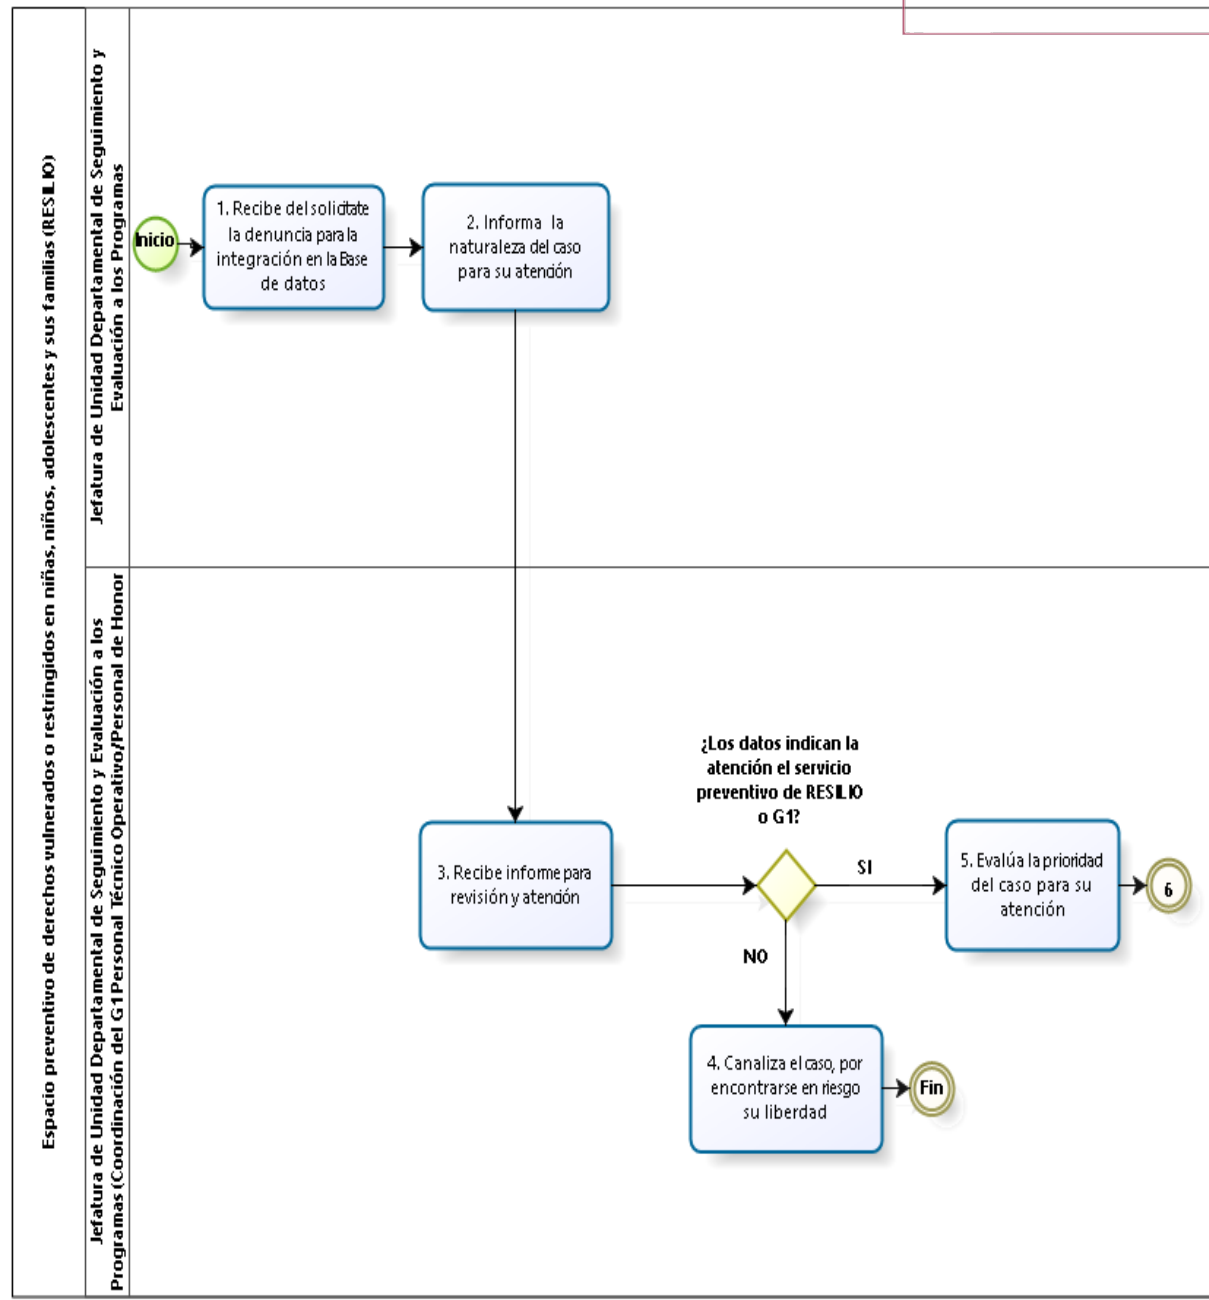 Espacio preventivo de derechos vulnerados o restringidos en niñas, niños, adolescentes y sus familias (RESILIO)
Jefatura de Unidad Departamental de Seguimiento y
Evaluación a los Programas
Inicio
1. Recibe del solicitate
la denuncia para la
integración en la Base
de datos
2. Informa la
naturaleza del caso
para su atención
Jefatura de Unidad Departamental de Seguimiento y Evaluación a los
Programas (Coordinación del G1Personal Técnico Operativo/Personal de Honor
3. Recibe informe para
revisión y atención
¿Los datos indican la
atención el servicio
preventivo de RESILIO
o G1?
SI
NO
5. Evalúa la prioridad
del caso para su
atención
6
4. Canaliza el caso, por
encontrarse en riesgo
su liberdad
Fin